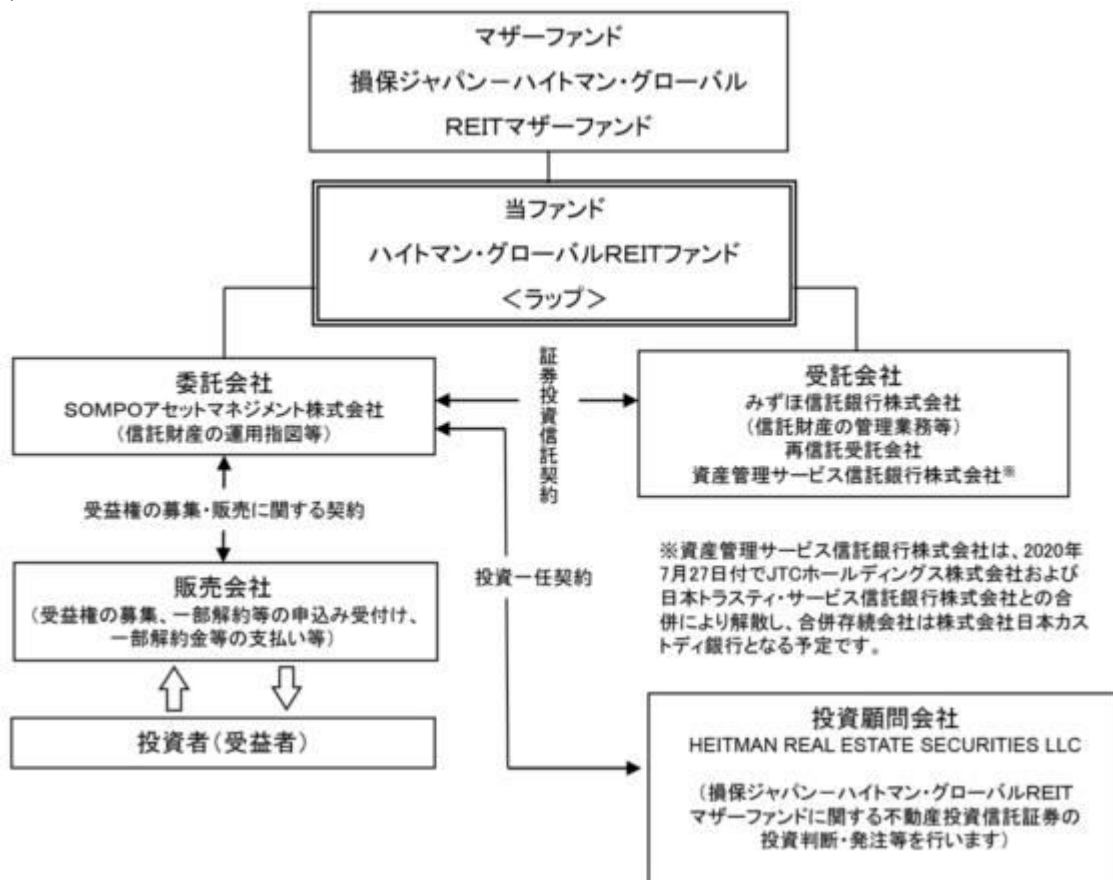 マザーファンド
損保ジャパン－ハイトマン・グローバル
REITマザーファンド
当ファンド
ハイトマン・グローバルREITファンド
＜ラップ＞
委託会社
SOMPOアセットマネジメント株式会社
(信託財産の運用指図等)
証券投資信託契約
受託会社
みずほ信託銀行株式会社
(信託財産の管理業務等)
再信託受託会社
資産管理サービス信託銀行株式会社※
受益権の募集・販売に関する契約
投資一任契約
※資産管理サービス信託銀行株式会社は、2020年
7月27日付でJTCホールディングス株式会社および
日本トラスティ・サービス信託銀行株式会社との合
併により解散し、合併存続会社は株式会社日本カス
トディ銀行となる予定です。
販売会社
(受益権の募集、一部解約等の申込み受付け、
一部解約金等の支払い等)
投資者(受益者)
投資顧問会社
HEITMAN REAL ESTATE SECURITIES LLC
(損保ジャパン－ハイトマン・グローバルREIT
マザーファンドに関する不動産投資信託証券の
投資判断・発注等を行います)